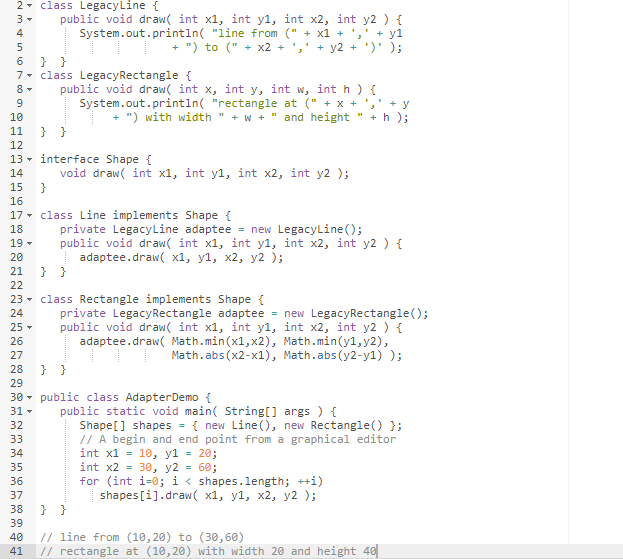 2 class LegacyLine {
3 public void draw( int x1, int y1, int x2, int y2 ) {
4 System.out.println( "line from (" + x1 + ',' + y1
5 + ") to (" + x2 + ',' + y2 + ')' );
6 } }
7 class LegacyRectangle {
8 public void draw( int x, int y, int w, int h ) {
9 System.out.println( "rectangle at (" + x + ',' + y
10 + ") with width " + w + " and height " + h );
11 } }
12
13 interface Shape {
14 void draw( int x1, int y1, int x2, int y2 );
15 }
16
17 class Line implements Shape {
18 private LegacyLine adaptee = new LegacyLine();
19 public void draw( int x1, int y1, int x2, int y2 ) {
20 adaptee.draw( x1, y1, x2, y2 );
21 } }
22
23 class Rectangle implements Shape {
24 private LegacyRectangle adaptee = new LegacyRectangle();
25 public void draw( int x1, int y1, int x2, int y2 ) {
26 adaptee.draw( Math.min(x1,x2), Math.min(y1,y2),
27 Math.abs(x2-x1), Math.abs(y2-y1) );
28 } }
29
30 public class AdapterDemo {
31 public static void main( String[] args ) {
32 Shape[] shapes = { new Line(), new Rectangle() };
33 // A begin and end point from a graphical editor
34 int x1 = 10, y1 = 20;
35 int x2 = 30, y2 = 60;
36 for (int i=0; i < shapes.length; ++i)
37 shapes[i].draw( x1, y1, x2, y2 );
38 } }
39
40 // line from (10,20) to (30,60)
41 // rectangle at (10,20) with width 20 and height 40